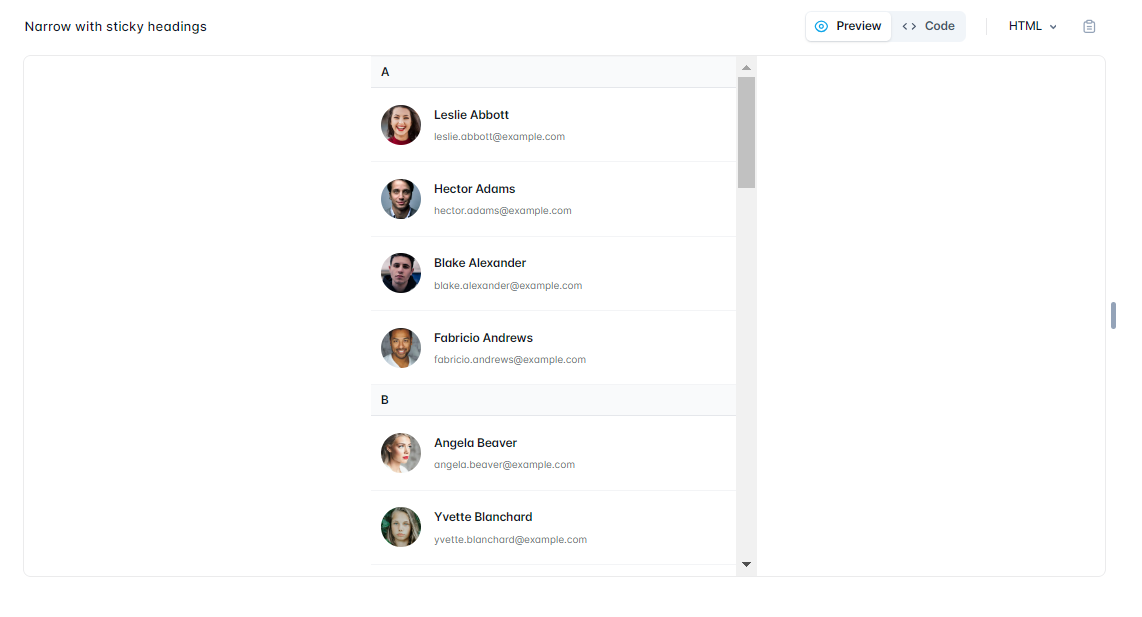 Narrow with sticky headings
Preview
Code
HTML
A
Leslie Abbott
leslie.abbott@example.com
Hector Adams
hector.adams@example.com
Blake Alexander
blake.alexander@example.com
Fabricio Andrews
fabricio.andrews@example.com
B
Angela Beaver
angela.beaver@example.com
Yvette Blanchard
yvette.blanchard@example.com